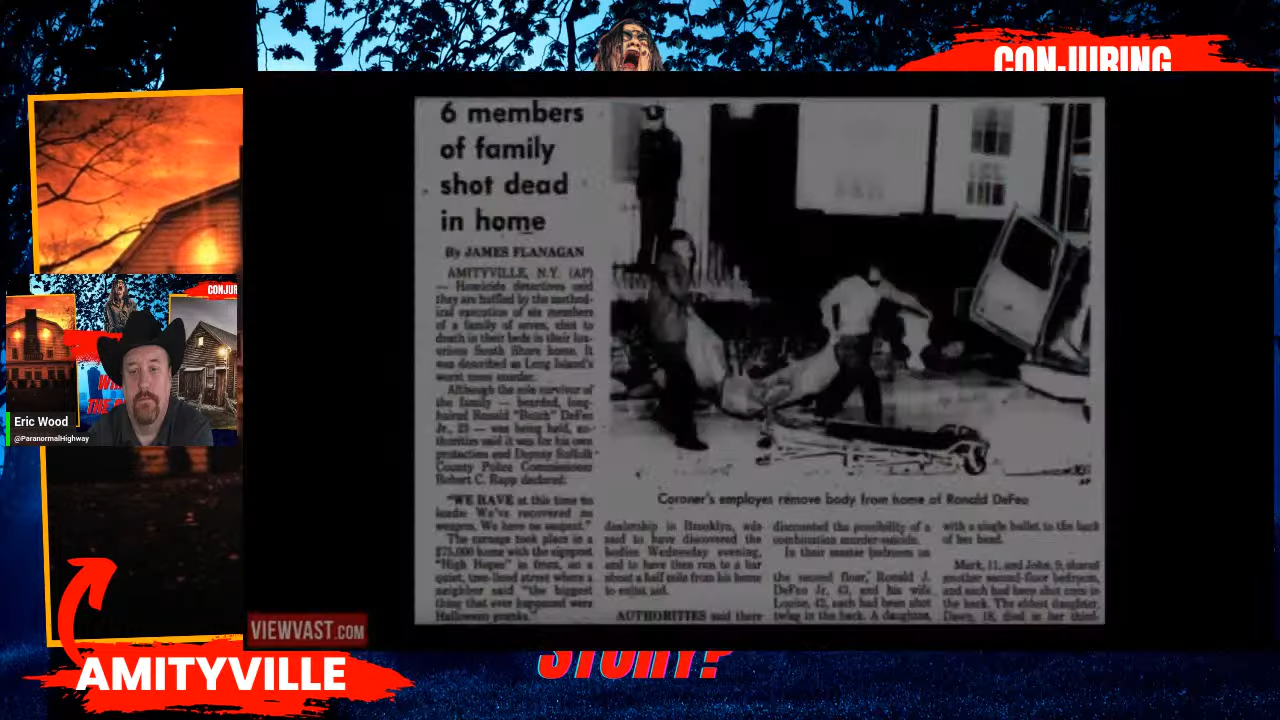 CONJURING
6 members
of family
shot dead
in home
By JAMES FLANAGAN
AMITYVILLE, N.Y. (AP)
— Homicide detectives said
they are baffled by the method-
ical execution of six members
of a family of seven, shot to
death in their beds in their lux-
urious South Shore home. It
was described as Long Island's
worst mass murder.
Although the sole survivor of
the family — bearded, long-
haired Ronald "Butch" DeFeo
Jr., 23 — was being held, au-
thorities said it was for his own
protection and Deputy Suffolk
County Police Commissioner
Robert C. Rapp declared:
"WE HAVE at this time no
leads. We've recovered no
weapon. We have no suspect."
The carnage took place in a
$75,000 home with the signpost
"High Hopes" in front, on a
quiet, tree-lined street where a
neighbor said "the biggest
thing that ever happened were
Halloween pranks."
Coroner's employes remove body from home of Ronald DeFeo
dealership in Brooklyn, was
said to have discovered the
bodies Wednesday evening,
and to have then run to a bar
about a half mile from his home
to enlist aid.
AUTHORITIES said there
discounted the possibility of a
combination murder-suicide.
In their master bedroom on
the second floor, Ronald J.
DeFeo Jr., 43, and his wife
Louise, 42, each had been shot
twice in the back. A daughter,
with a single bullet to the back
of her head.
Mark, 11, and John, 9, shared
another second-floor bedroom,
and each had been shot once in
the back. The eldest daughter,
Dawn, 18, died in her third-
CONJUR
Eric Wood
@ParanormalHighway
VIEWVAST.COM
STORY?
AMITYVILLE